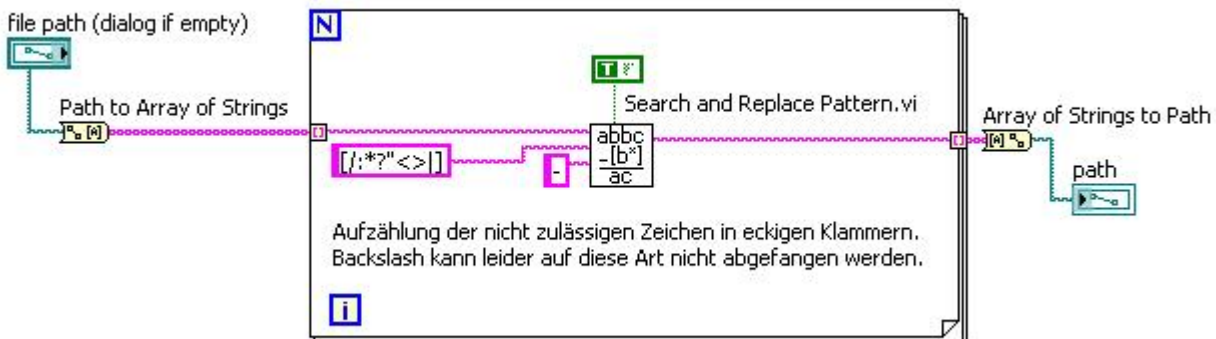 file path (dialog if empty)
N
T
Path to Array of Strings
Search and Replace Pattern.vi
Array of Strings to Path
[/:*?"<>|]
-
abbc
-[b*]
ac
[A]
[A]
path
Aufzählung der nicht zulässigen Zeichen in eckigen Klammern.
Backslash kann leider auf diese Art nicht abgefangen werden.
i